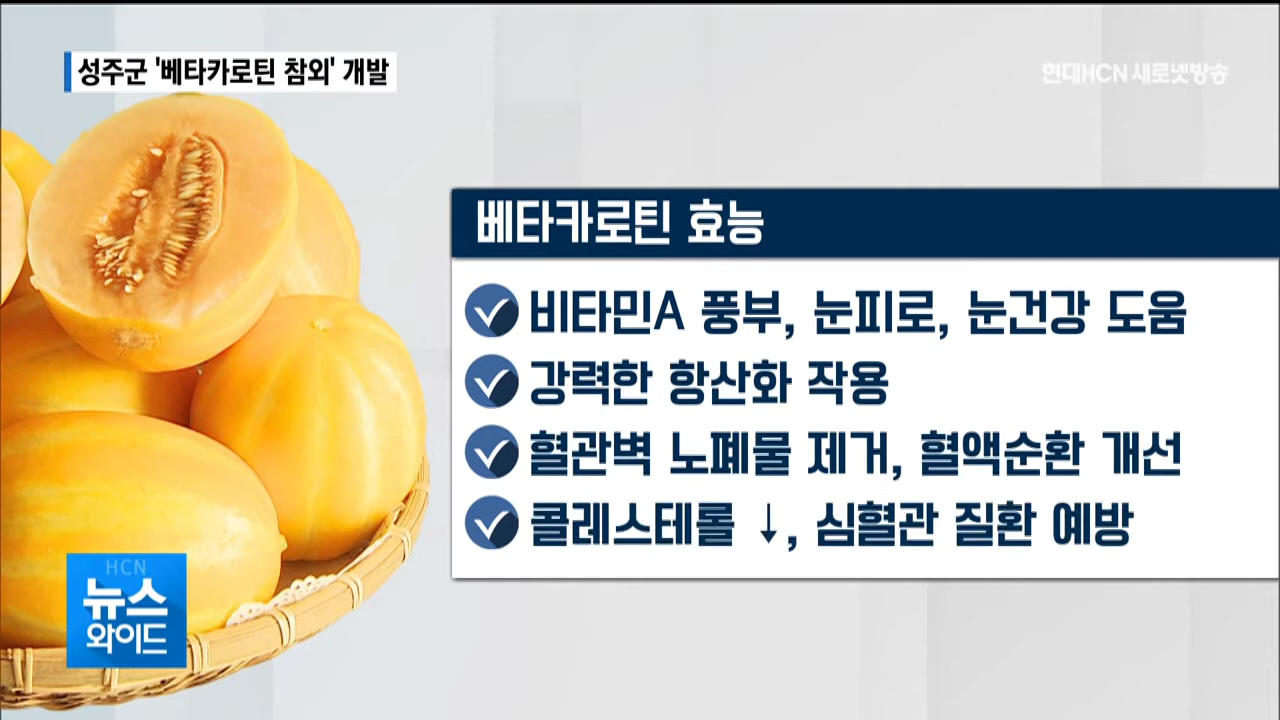 성주군 '베타카로틴 참외' 개발
현대HCN 새로넷방송
베타카로틴 효능
비타민A 풍부, 눈피로, 눈건강 도움
강력한 항산화 작용
혈관벽 노폐물 제거, 혈액순환 개선
콜레스테롤 ↓, 심혈관 질환 예방
HCN
뉴스
와이드